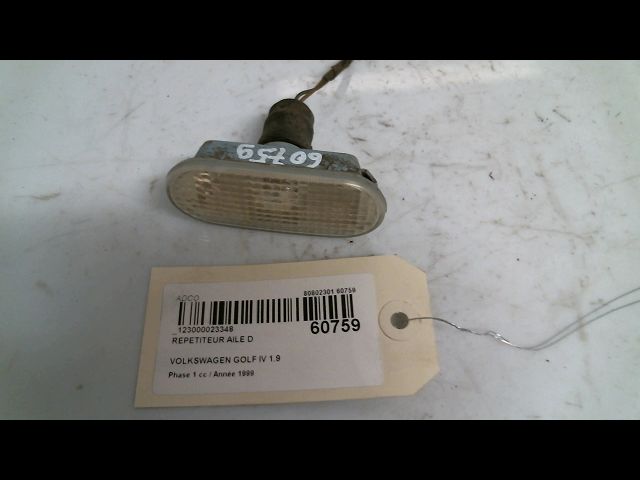 60759
ADCO
80802301 60759
_123000023348
60759
REPETITEUR AILE D
VOLKSWAGEN GOLF IV 1.9
Phase 1 cc / Année 1999